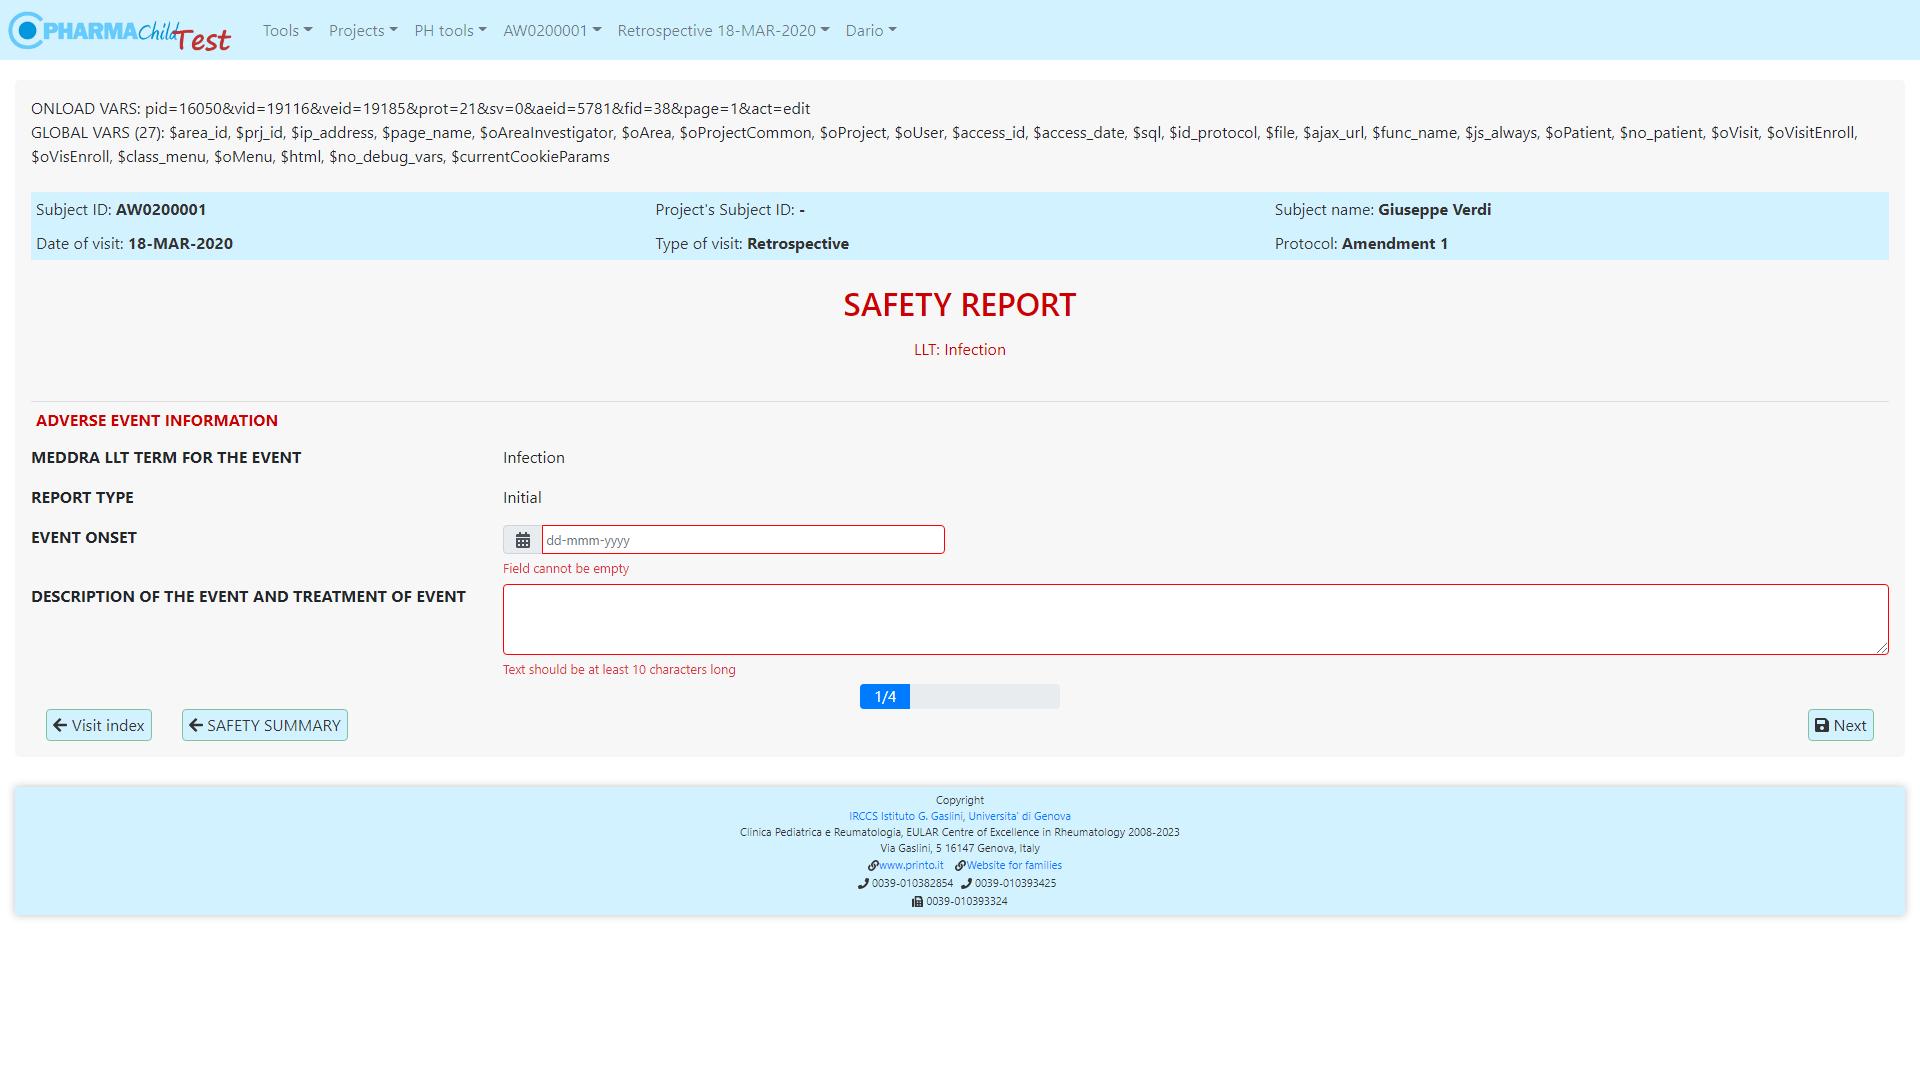 PHARMAChildTest
Tools Projects PH tools AW0200001 Retrospective 18-MAR-2020 Dario
ONLOAD VARS: pid=16050&vid=19116&veid=19185&prot=21&sv=0&aeid=5781&fid=38&page=1&act=edit
GLOBAL VARS (27): $area_id, $prj_id, $ip_address, $page_name, $oAreaInvestigator, $oArea, $oProjectCommon, $oProject, $oUser, $access_id, $access_date, $sql, $id_protocol, $file, $ajax_url, $func_name, $js_always, $oPatient, $no_patient, $oVisit, $oVisitEnroll,
$oVisEnroll, $class_menu, $oMenu, $html, $no_debug_vars, $currentCookieParams
Subject ID: AW0200001 Project's Subject ID: - Subject name: Giuseppe Verdi
Date of visit: 18-MAR-2020 Type of visit: Retrospective Protocol: Amendment 1
SAFETY REPORT
LLT: Infection
ADVERSE EVENT INFORMATION
MEDDRA LLT TERM FOR THE EVENT Infection
REPORT TYPE Initial
EVENT ONSET dd-mmm-yyyy
Field cannot be empty
DESCRIPTION OF THE EVENT AND TREATMENT OF EVENT
Text should be at least 10 characters long
1/4
Visit index SAFETY SUMMARY Next
Copyright
IRCCS Istituto G. Gaslini, Universita' di Genova
Clinica Pediatrica e Reumatologia, EULAR Centre of Excellence in Rheumatology 2008-2023
Via Gaslini, 5 16147 Genova, Italy
www.printo.it Website for families
0039-010382854 0039-010393425
0039-010393324